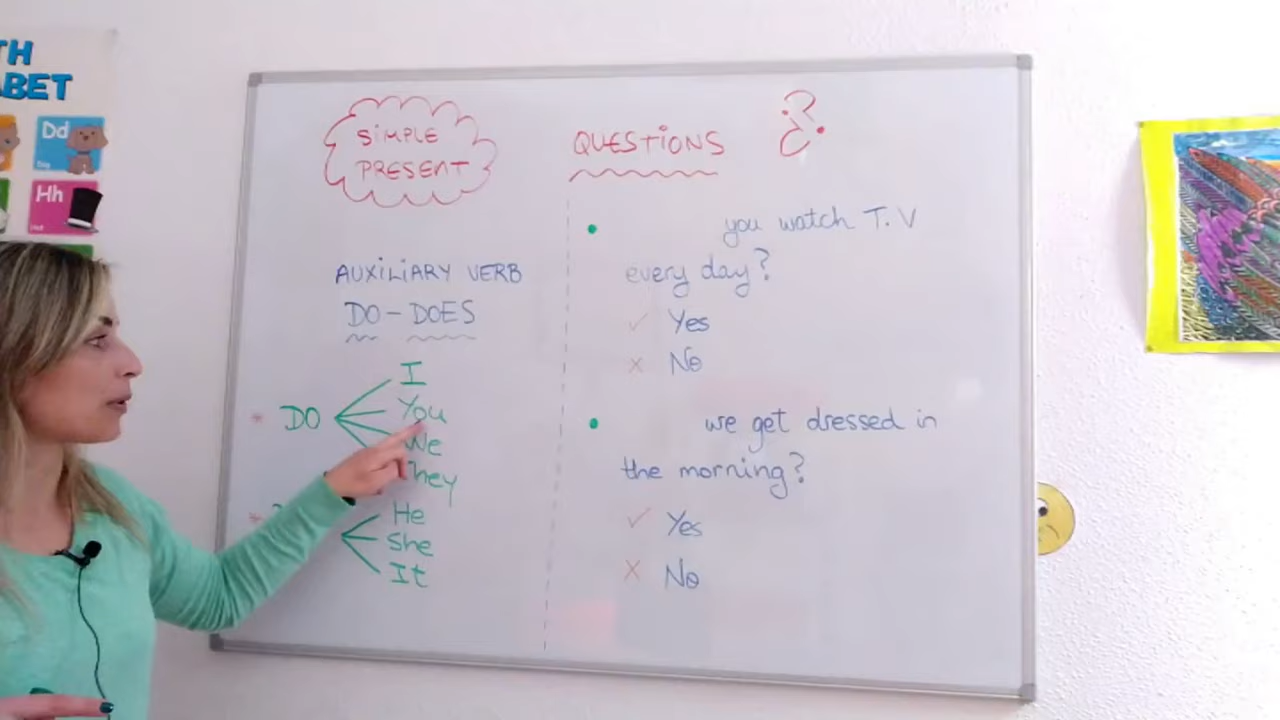 TH
ABET
Dd
Hh
SIMPLE
PRESENT
AUXILIARY VERB
DO - DOES
* DO
I
You
We
They
*
He
She
It
QUESTIONS ¿?
• you watch T.V
every day?
✓ Yes
x No
• we get dressed in
the morning?
✓ Yes
x No